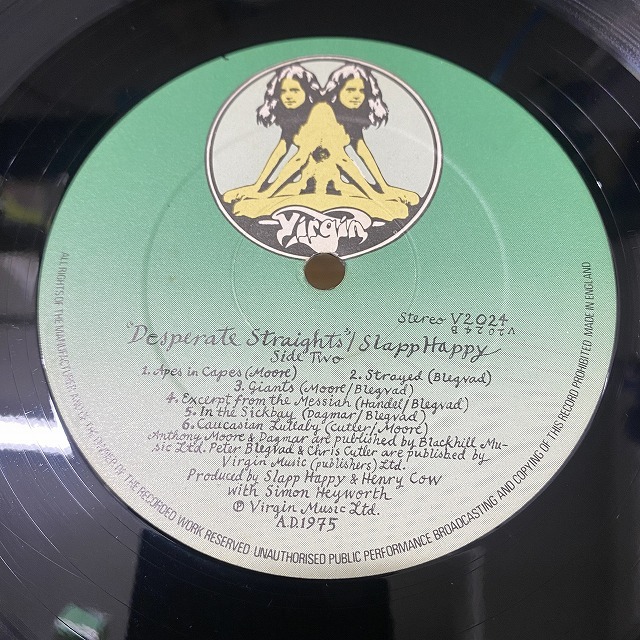 Virgin
Stereo V2024
V2024B
"Desperate Straights"/ Slapp Happy
Side Two
1. Apes in Capes (Moore) 2. Strayed (Blegvad)
3. Giants (Moore/Blegvad)
4. Excerpt from the Messiah (Handel/Blegvad)
5. In the Sickbay (Dagmar/Blegvad)
6. Caucasian Lullaby (Cutler/Moore)
Anthony Moore & Dagmar are published by Blackhill Mu-
sic Ltd. Peter Blegvad & Chris Cutler are published by
Virgin Music (publishers) Ltd.
Produced by Slapp Happy & Henry Cow
with Simon Heyworth
℗ Virgin Music Ltd.
A.D.1975
ALL RIGHTS OF THE MANUFACTURER AND OF THE OWNER OF THE RECORDED WORK RESERVED UNAUTHORISED PUBLIC PERFORMANCE BROADCASTING AND COPYING OF THIS RECORD PROHIBITED MADE IN ENGLAND